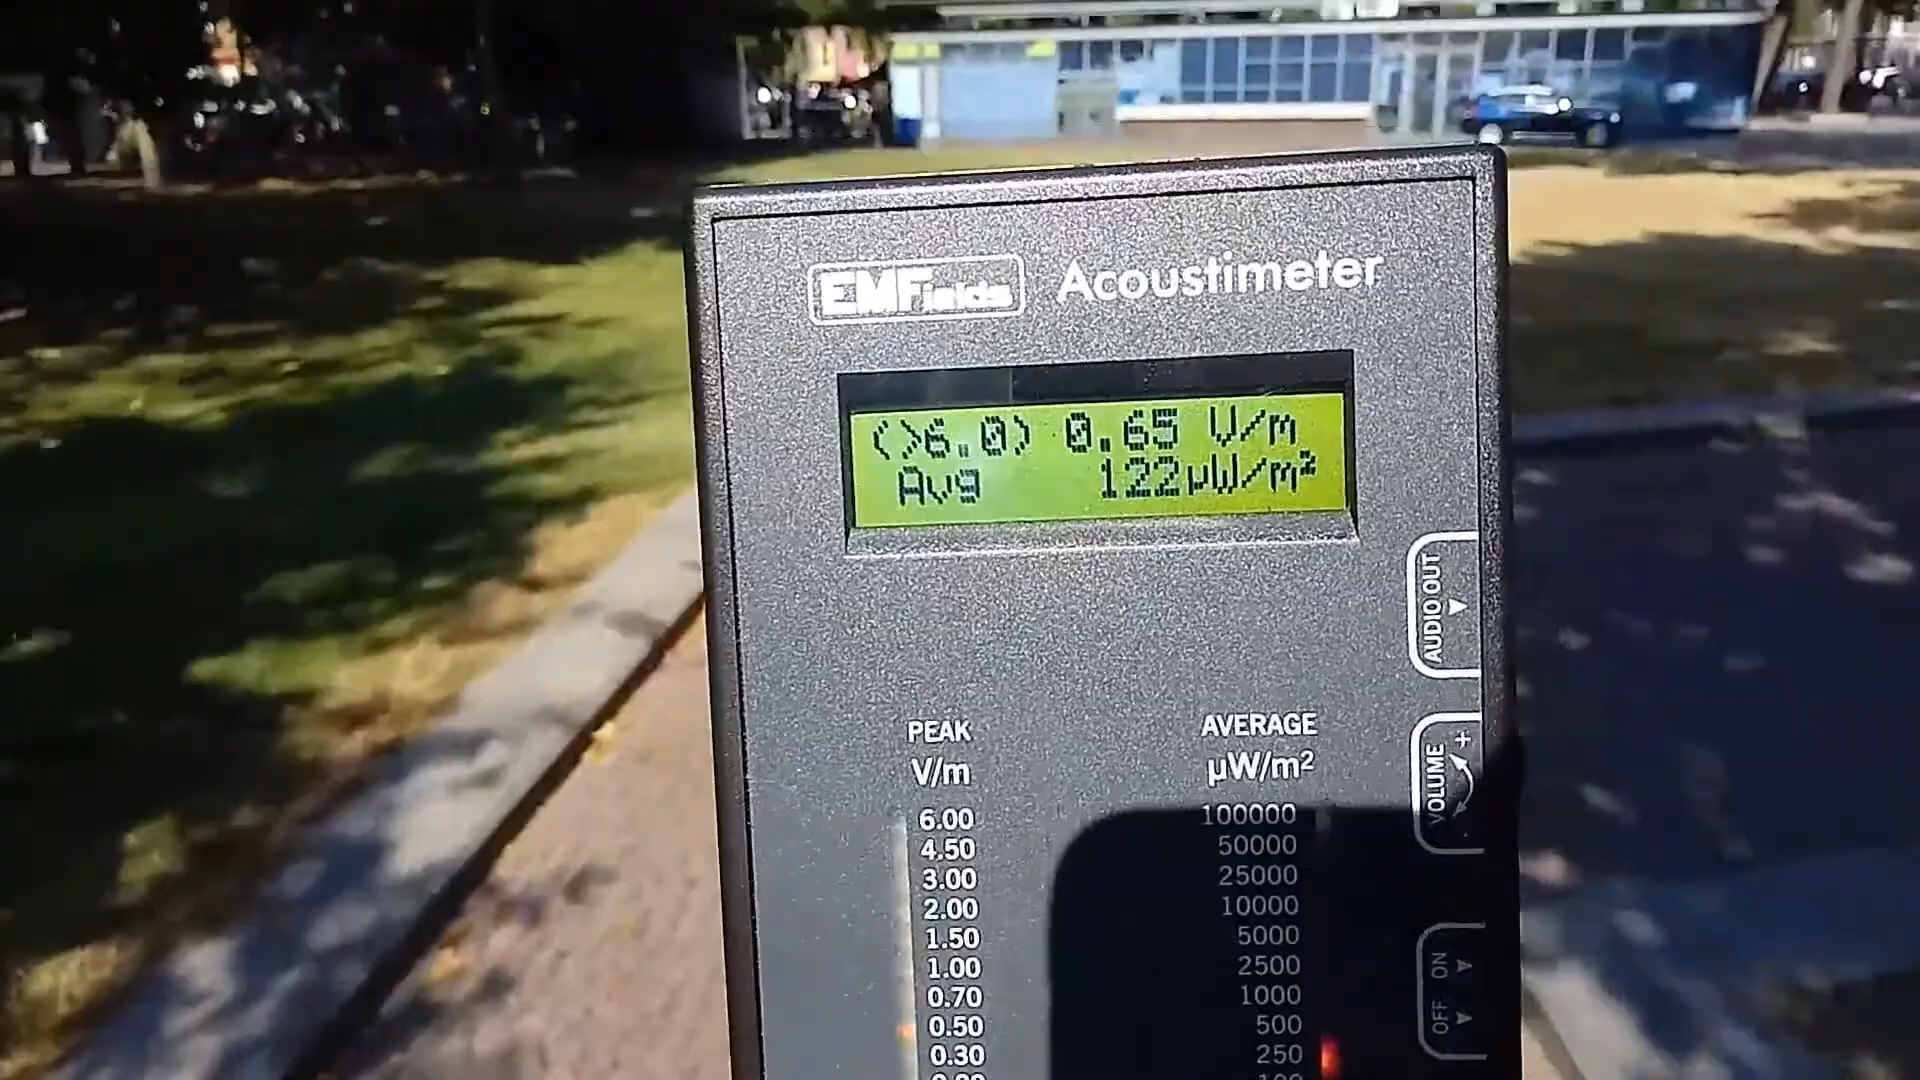 EMFields Acoustimeter
(>6.0) 0.65 V/m
Avg 122µW/m²
AUDIO OUT
VOLUME + -
OFF ON
PEAK AVERAGE
V/m µW/m²
6.00 100000
4.50 50000
3.00 25000
2.00 10000
1.50 5000
1.00 2500
0.70 1000
0.50 500
0.30 250